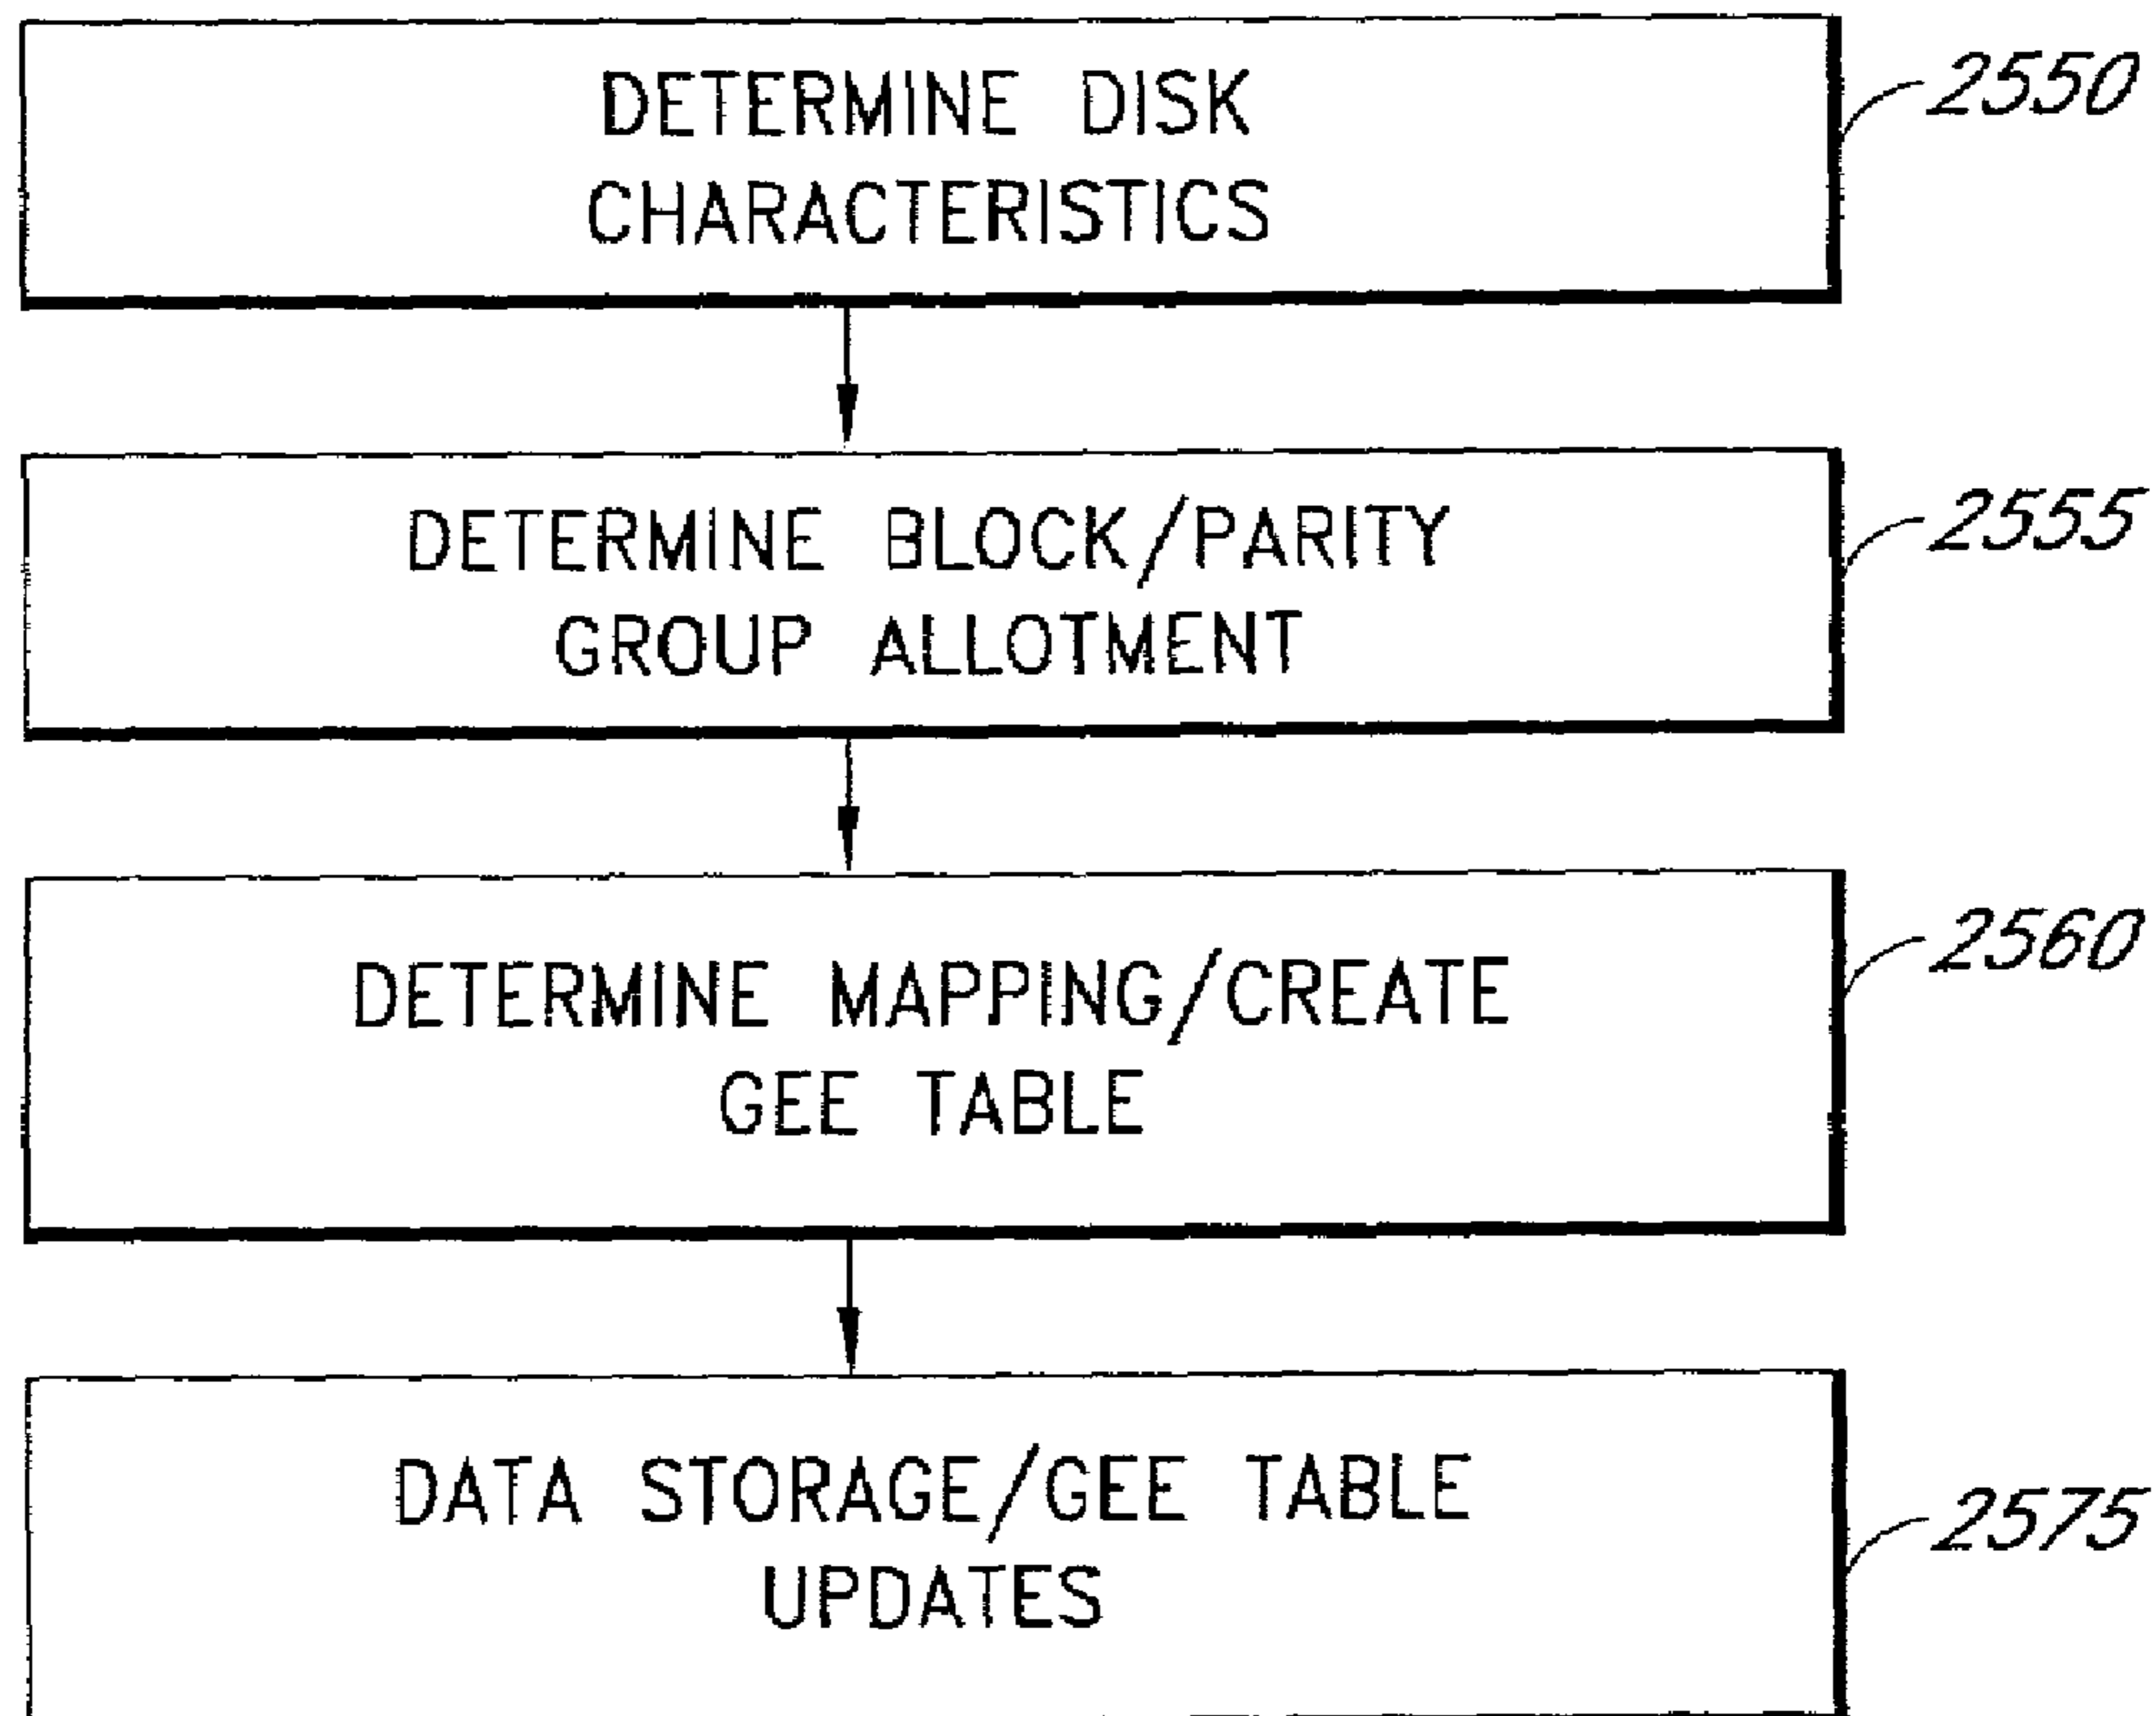 DETERMINE DISK
CHARACTERISTICS
2550
DETERMINE BLOCK/PARITY
GROUP ALLOTMENT
2555
DETERMINE MAPPING/CREATE
GEE TABLE
2560
DATA STORAGE/GEE TABLE
UPDATES
2575